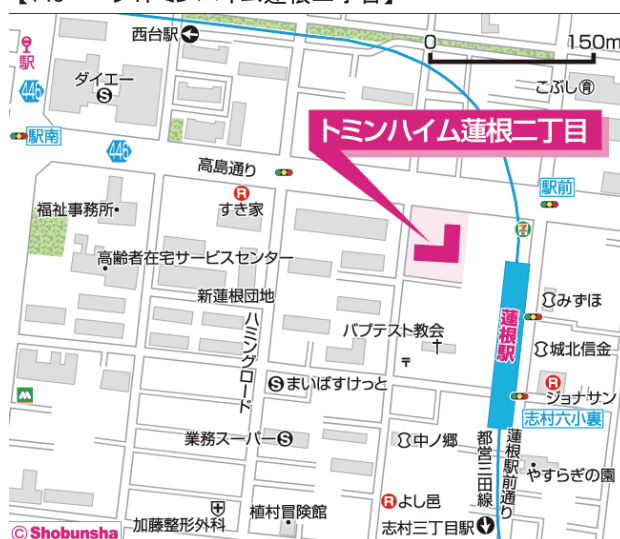 西台駅
0 150m
駅
ダイエー
S
446
こぶし
育
トミンハイム蓮根二丁目
駅南
446
高島通り
駅前
R
すき家
福祉事務所
高齢者在宅サービスセンター
新蓮根団地
みずほ
ハミングロード
バプテスト教会
蓮根駅
城北信金
〒
Sまいばすけっと
R
ジョナサン
志村六小裏
業務スーパーS
中ノ郷
都営三田線
蓮根駅前通り
やすらぎの園
加藤整形外科
植村冒険館
Rよし邑
志村三丁目駅
© Shobunsha